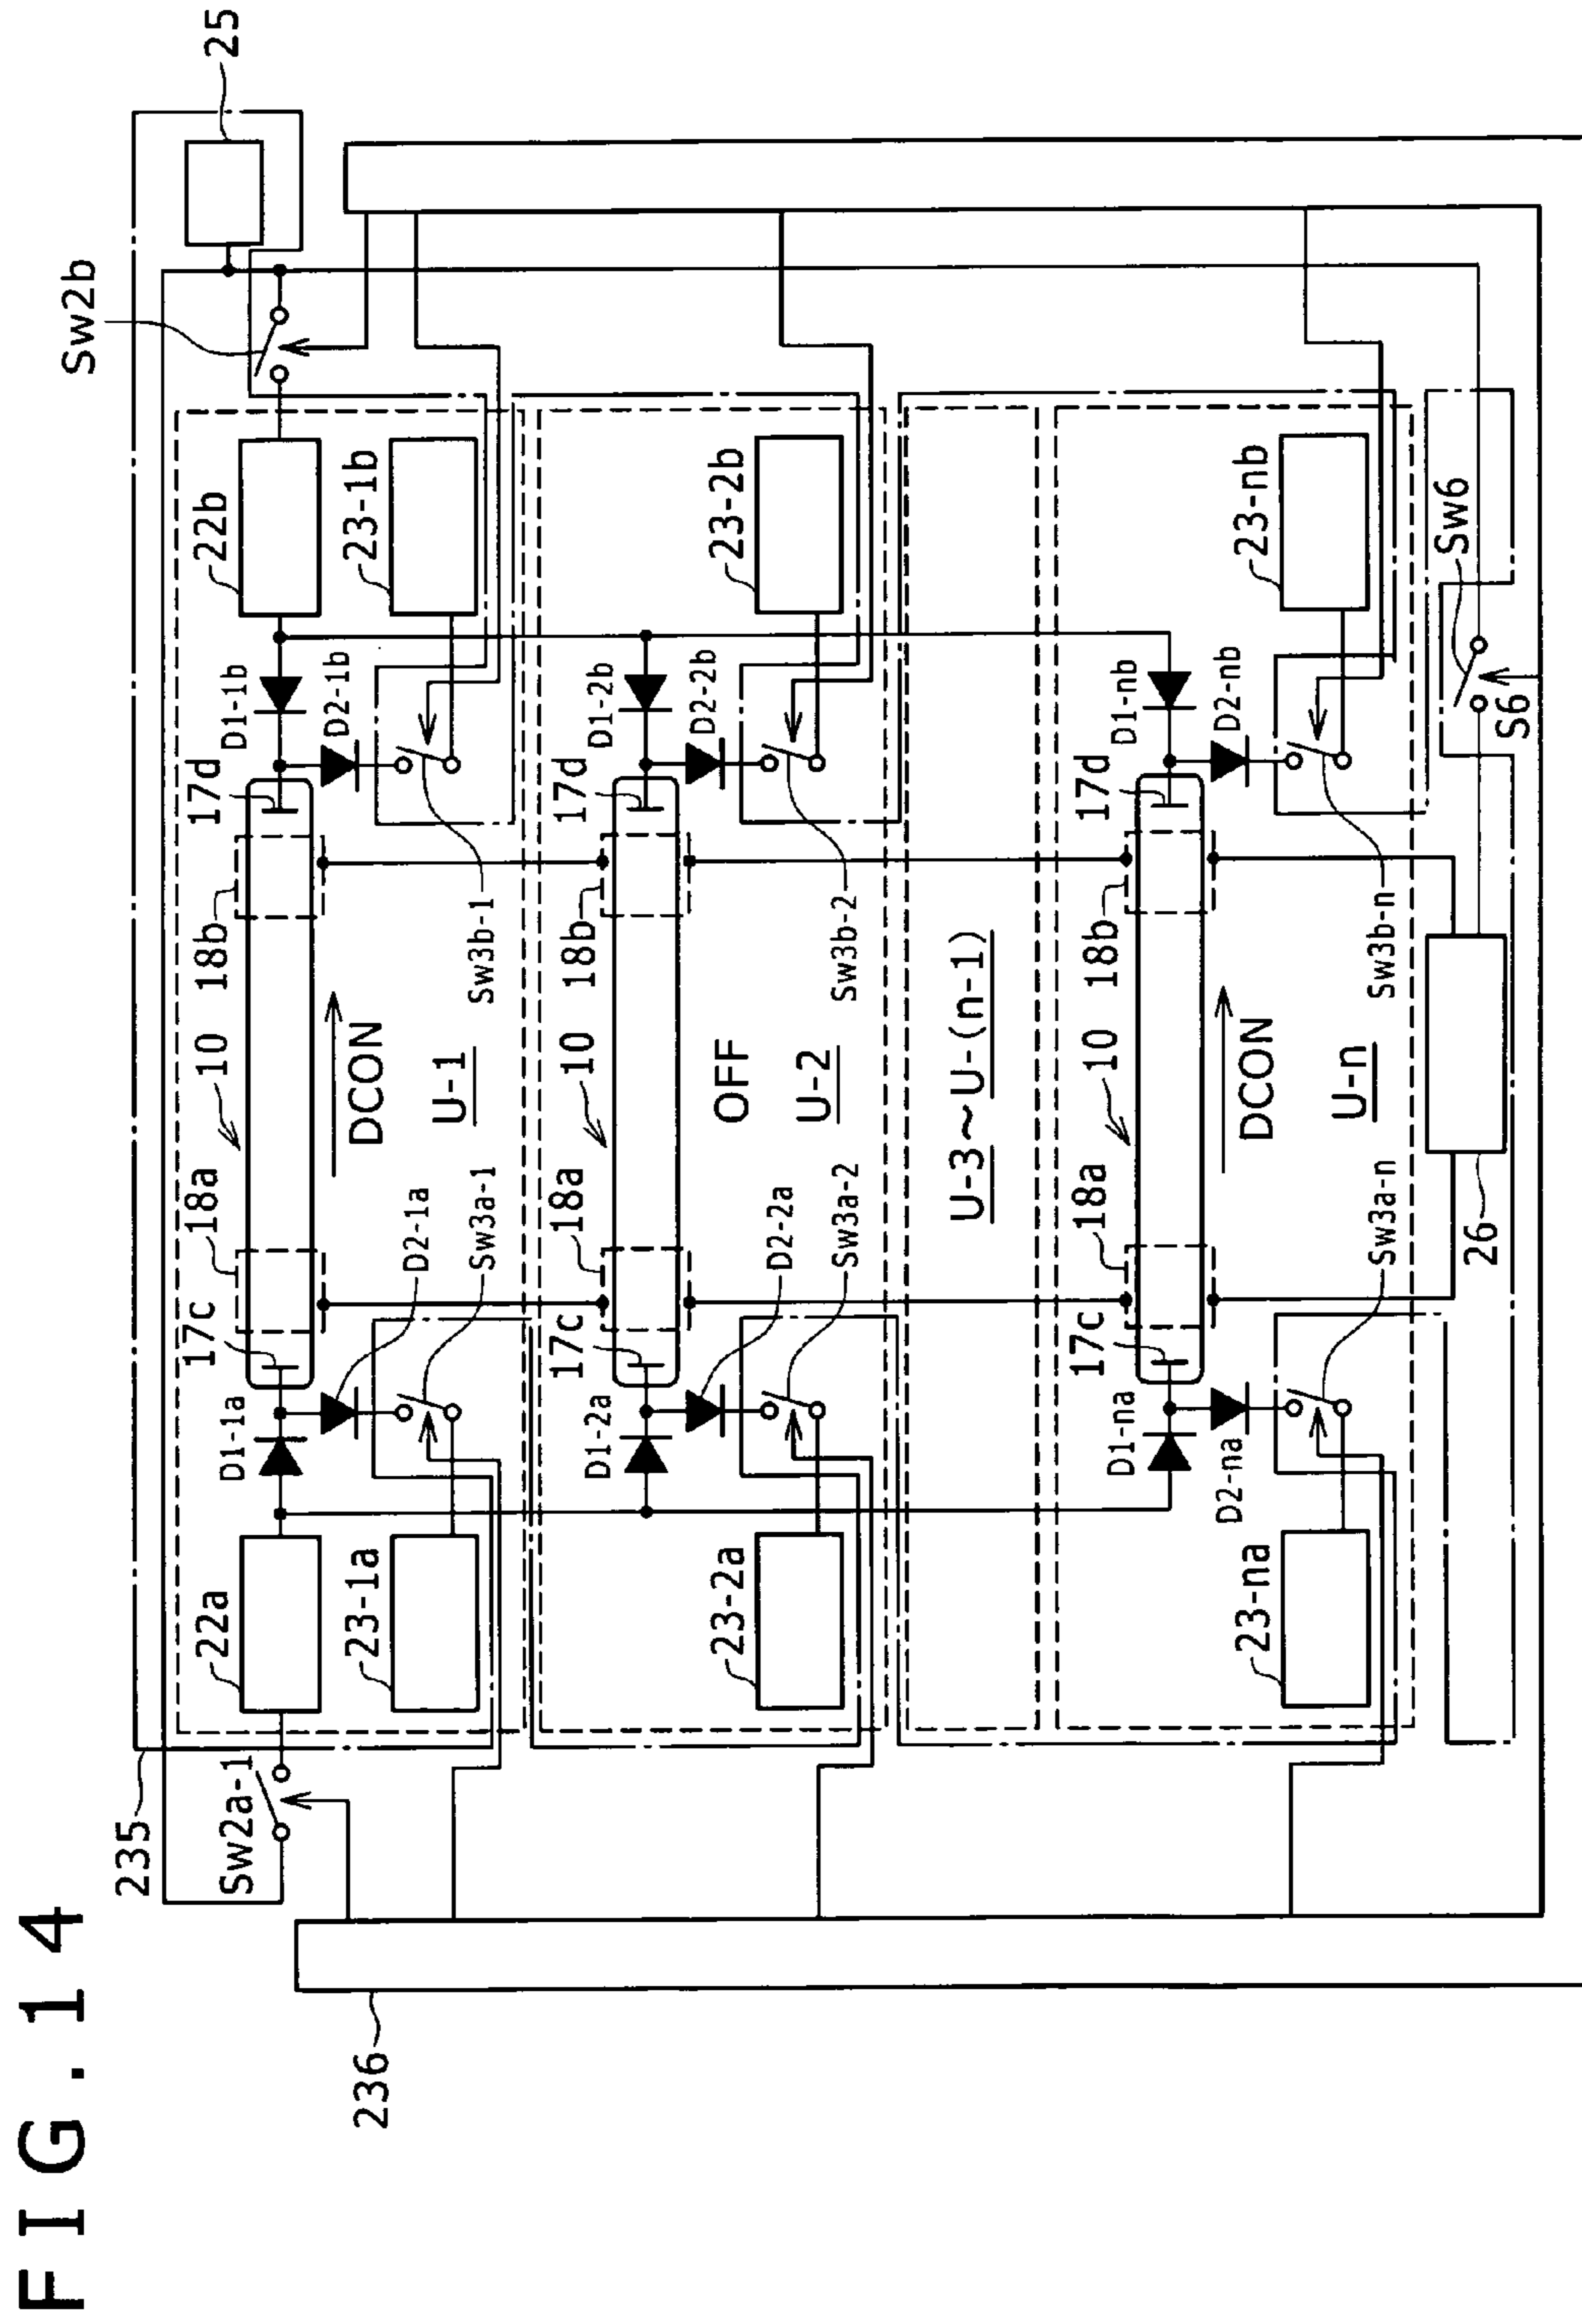 FIG.14
235
25
Sw2b
Sw2a-1
22a
D1-1a
17c
18a
10
18b
17d
D1-1b
22b
23-1a
D2-1a
DCON
D2-1b
23-1b
Sw3a-1
U-1
Sw3b-1
236
D1-2a
17c
18a
10
18b
17d
D1-2b
23-2a
D2-2a
OFF
D2-2b
23-2b
Sw3a-2
U-2
Sw3b-2
U-3~U-(n-1)
D1-na
17c
18a
10
18b
17d
D1-nb
23-na
D2-na
DCON
D2-nb
23-nb
Sw3a-n
U-n
Sw3b-n
26
S6
Sw6